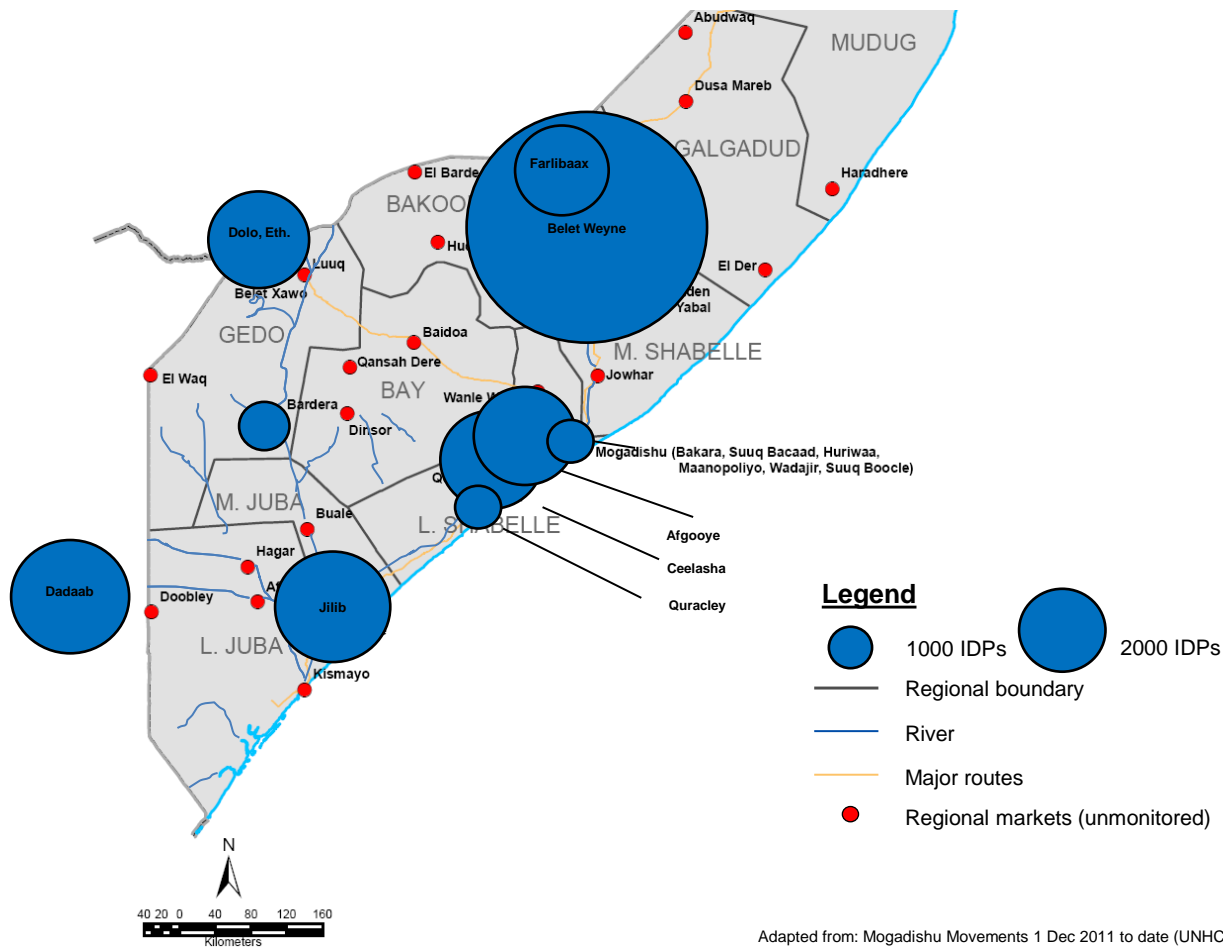 Abudwaq
MUDUG
Dusa Mareb
GALGADUD
Farlibaax
El Barde
Haradhere
BAKOO
Belet Weyne
Dolo, Eth.
Luuq
El Der
Belet Xawo
den
Yabal
GEDO
Baidoa
M. SHABELLE
Qansah Dere
El Waq
Jowhar
BAY
Wanle W
Bardera
Dinsor
Mogadishu (Bakara, Suuq Bacaad, Huriwaa,
Maanopoliyo, Wadajir, Suuq Boocle)
M. JUBA
Buale
L. SHABELLE
Afgooye
Hagar
Ceelasha
Dadaab
Doobley
Jilib
Quracley
L. JUBA
Kismayo
Legend
1000 IDPs
2000 IDPs
Regional boundary
River
Major routes
Regional markets (unmonitored)
N
40 20 0 40 80 120 160
Kilometers
Adapted from: Mogadishu Movements 1 Dec 2011 to date (UNHC